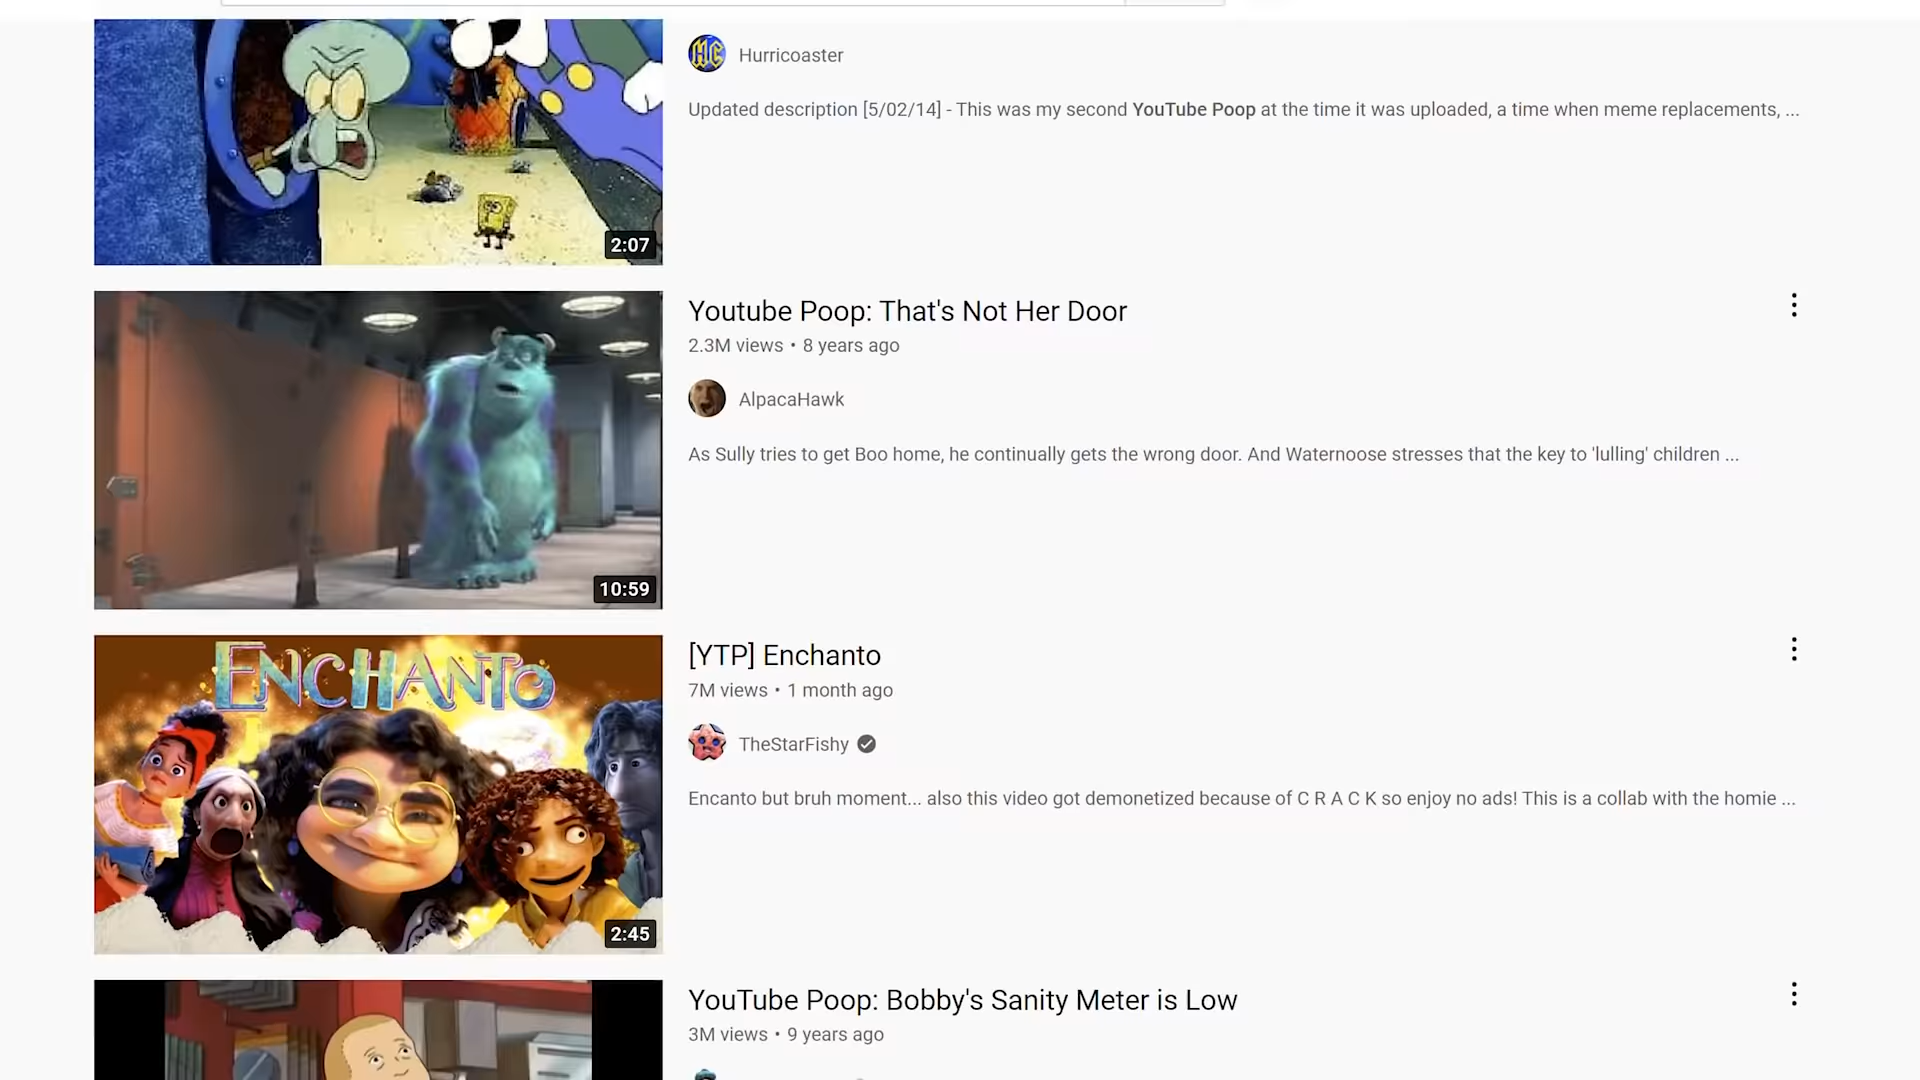 Hurricoaster
Updated description [5/02/14] - This was my second YouTube Poop at the time it was uploaded, a time when meme replacements, ...
2:07
Youtube Poop: That's Not Her Door
2.3M views • 8 years ago
AlpacaHawk
As Sully tries to get Boo home, he continually gets the wrong door. And Waternoose stresses that the key to 'lulling' children ...
10:59
ENCHANTO
[YTP] Enchanto
7M views • 1 month ago
TheStarFishy
Encanto but bruh moment... also this video got demonetized because of C R A C K so enjoy no ads! This is a collab with the homie ...
2:45
YouTube Poop: Bobby's Sanity Meter is Low
3M views • 9 years ago